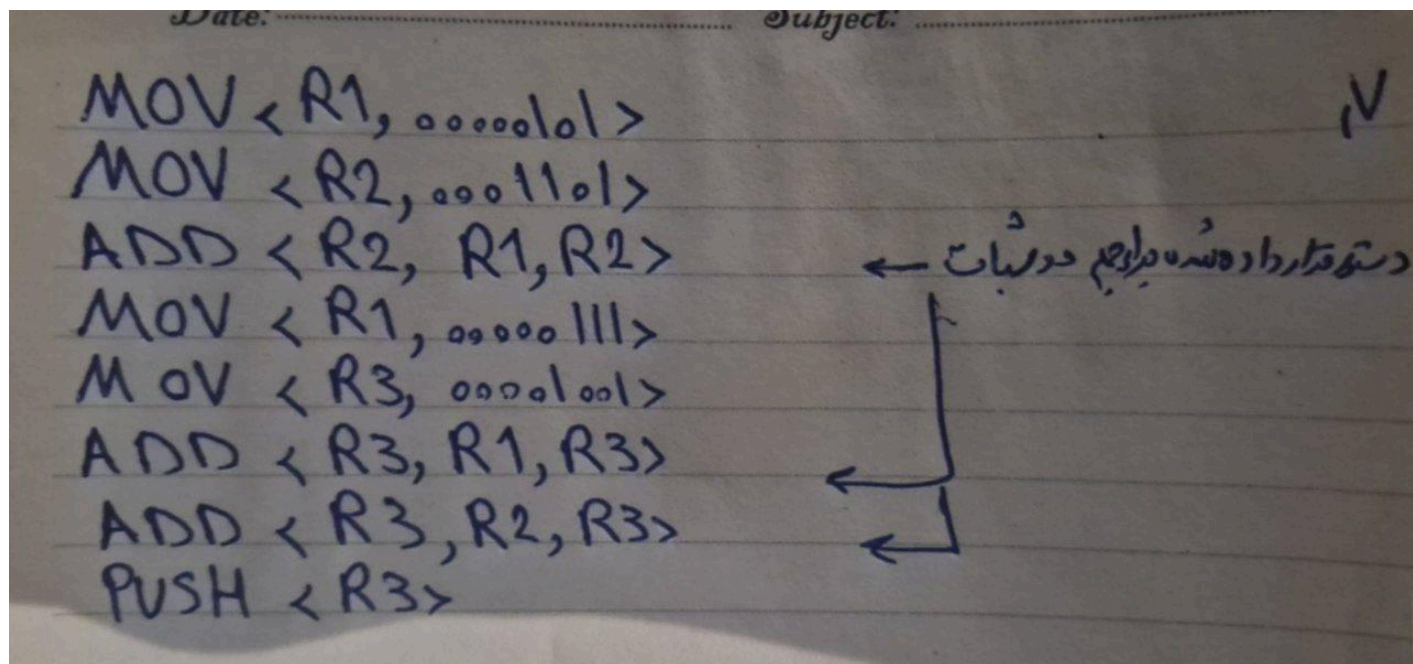 Date: Subject:
۷,
MOV < R1, 00000101 >
MOV < R2, 0001101 >
ADD < R2, R1, R2 >
← دستور قرار داده شده برای جمع دو ثبات
MOV < R1, 00000111 >
MOV < R3, 00001001 >
ADD < R3, R1, R3 >
ADD < R3, R2, R3 >
PUSH < R3 >